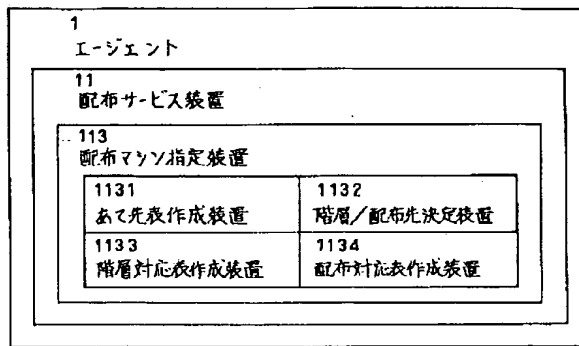 1
エージェント
11
配布サービス装置
113
配布マシン指定装置
1131
あて先表作成装置
1132
階層/配布先決定装置
1133
階層対応表作成装置
1134
配布対応表作成装置